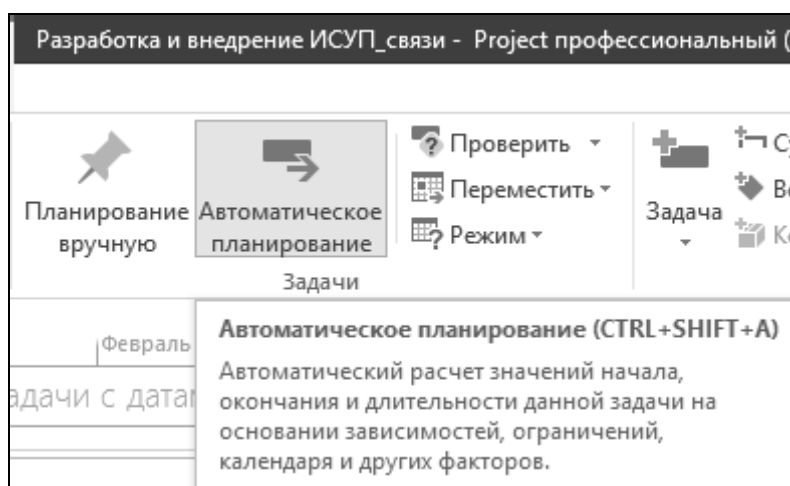 Разработка и внедрение ИСУП_связи - Project профессиональный (
Проверить
Переместить
Режим
Планирование вручную
Автоматическое планирование
Задача
Задачи
Февраль
Автоматическое планирование (CTRL+SHIFT+A)
Автоматический расчет значений начала,
окончания и длительности данной задачи на
основании зависимостей, ограничений,
календаря и других факторов.